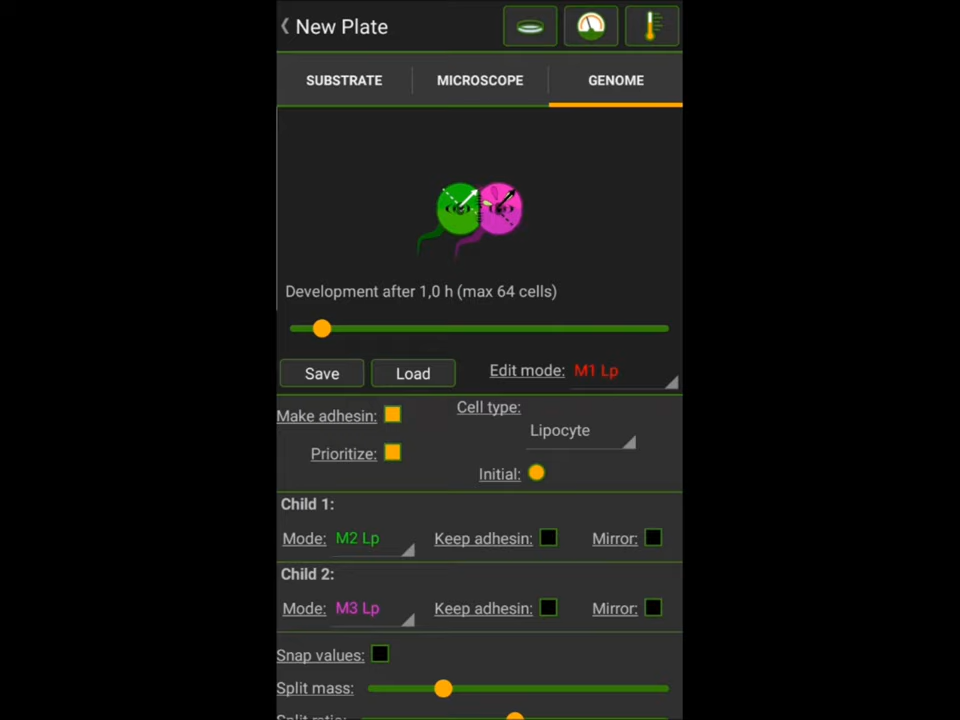 New Plate
SUBSTRATE MICROSCOPE GENOME
Development after 1,0 h (max 64 cells)
Save Load Edit mode: M1 Lp
Make adhesin: Cell type:
Lipocyte
Prioritize:
Initial:
Child 1:
Mode: M2 Lp Keep adhesin: Mirror:
Child 2:
Mode: M3 Lp Keep adhesin: Mirror:
Snap values:
Split mass:
Split ratio: